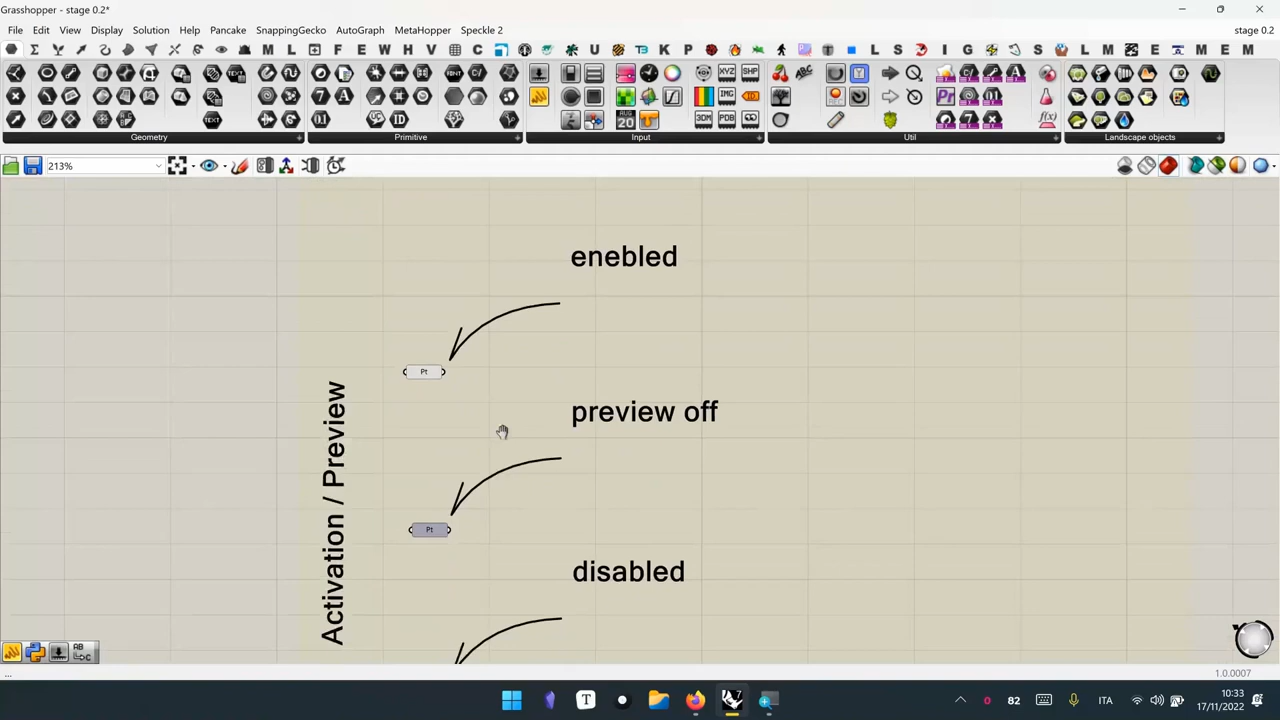 Grasshopper - stage 0.2*
File Edit View Display Solution Help Pancake SnappingGecko AutoGraph MetaHopper Speckle 2
stage 0.2
Geometry Primitive Input Util Landscape objects
213%
enebled
Pt
preview off
Pt
disabled
Activation / Preview
...
1.0.0007
82
ITA
10:33
17/11/2022